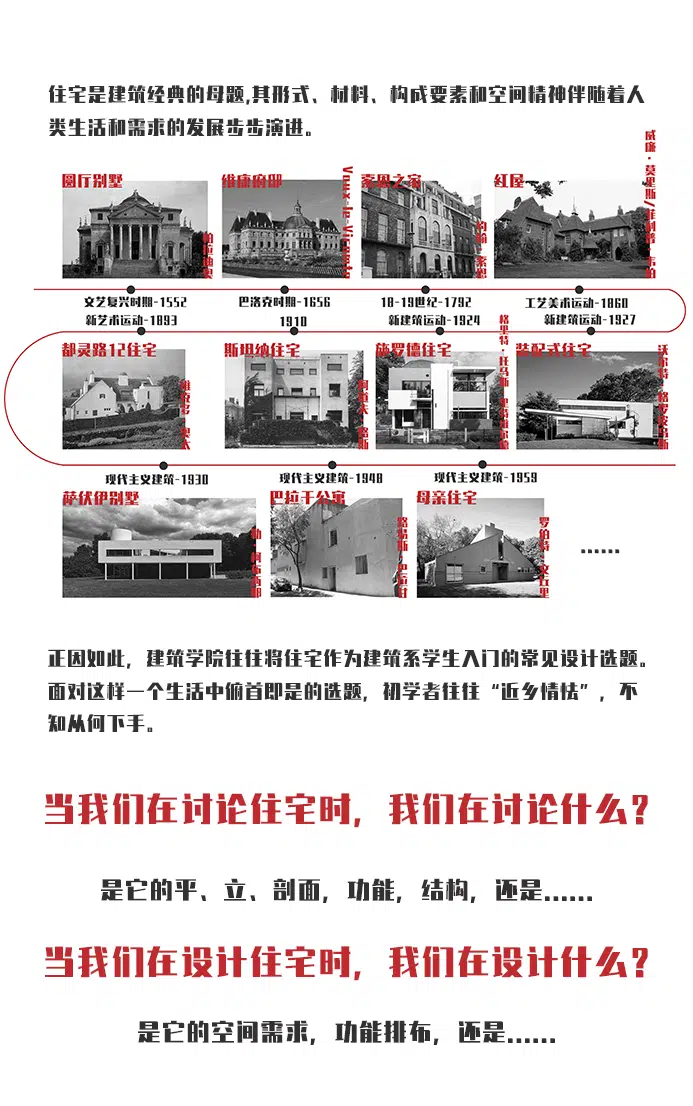 住宅是建筑经典的母题,其形式、材料、构成要素和空间精神伴随着人
类生活和需求的发展步步演进。
圆厅别墅
帕拉迪奥
维康府邸
Vaux-le-Vicomte
索恩之家
约翰·索恩
红屋
威廉·莫里斯/菲利普·韦伯
文艺复兴时期-1552
巴洛克时期-1656
18-19世纪-1792
工艺美术运动-1860
新艺术运动-1893
1910
新建筑运动-1924
新建筑运动-1927
都灵路12住宅
维克多·奥太
斯坦纳住宅
阿道夫·路斯
施罗德住宅
格里特·托马斯·里特维尔德
装配式住宅
沃尔特·格罗皮乌斯
现代主义建筑-1930
现代主义建筑-1948
现代主义建筑-1959
萨伏伊别墅
勒·柯布西耶
巴拉干公寓
路易斯·巴拉甘
母亲住宅
罗伯特·文丘里
......
正因如此，建筑学院往往将住宅作为建筑系学生入门的常见设计选题。
面对这样一个生活中俯首即是的选题，初学者往往“近乡情怯”，不
知从何下手。
当我们在讨论住宅时，我们在讨论什么？
是它的平、立、剖面，功能，结构，还是......
当我们在设计住宅时，我们在设计什么？
是它的空间需求，功能排布，还是......